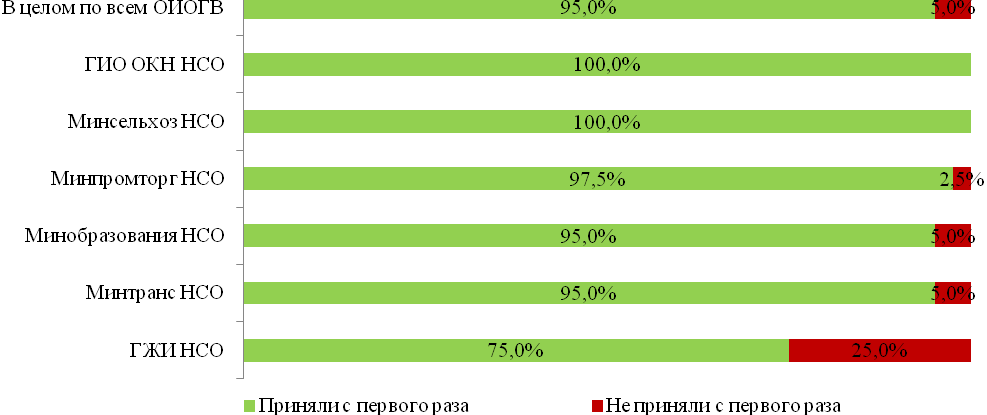 В целом по всем ОИОГВ 95,0% 5,0%
ГИО ОКН НСО 100,0%
Минсельхоз НСО 100,0%
Минпромторг НСО 97,5% 2,5%
Минобразования НСО 95,0% 5,0%
Минтранс НСО 95,0% 5,0%
ГЖИ НСО 75,0% 25,0%
Приняли с первого раза Не приняли с первого раза